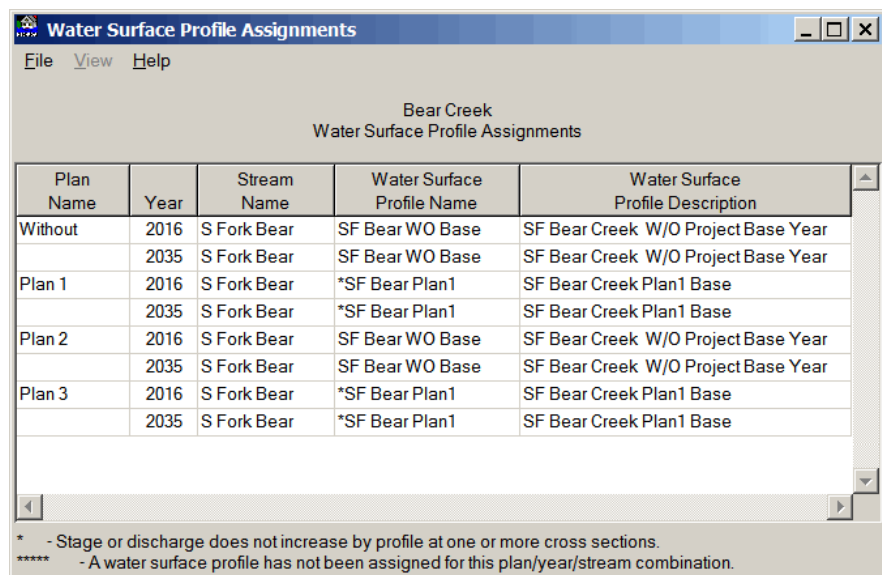 Water Surface Profile Assignments
File View Help
Bear Creek
Water Surface Profile Assignments
Plan Name Year Stream Name Water Surface Profile Name Water Surface Profile Description
Without 2016 S Fork Bear SF Bear WO Base SF Bear Creek W/O Project Base Year
2035 S Fork Bear SF Bear WO Base SF Bear Creek W/O Project Base Year
Plan 1 2016 S Fork Bear *SF Bear Plan1 SF Bear Creek Plan1 Base
2035 S Fork Bear *SF Bear Plan1 SF Bear Creek Plan1 Base
Plan 2 2016 S Fork Bear SF Bear WO Base SF Bear Creek W/O Project Base Year
2035 S Fork Bear SF Bear WO Base SF Bear Creek W/O Project Base Year
Plan 3 2016 S Fork Bear *SF Bear Plan1 SF Bear Creek Plan1 Base
2035 S Fork Bear *SF Bear Plan1 SF Bear Creek Plan1 Base
* - Stage or discharge does not increase by profile at one or more cross sections.
***** - A water surface profile has not been assigned for this plan/year/stream combination.